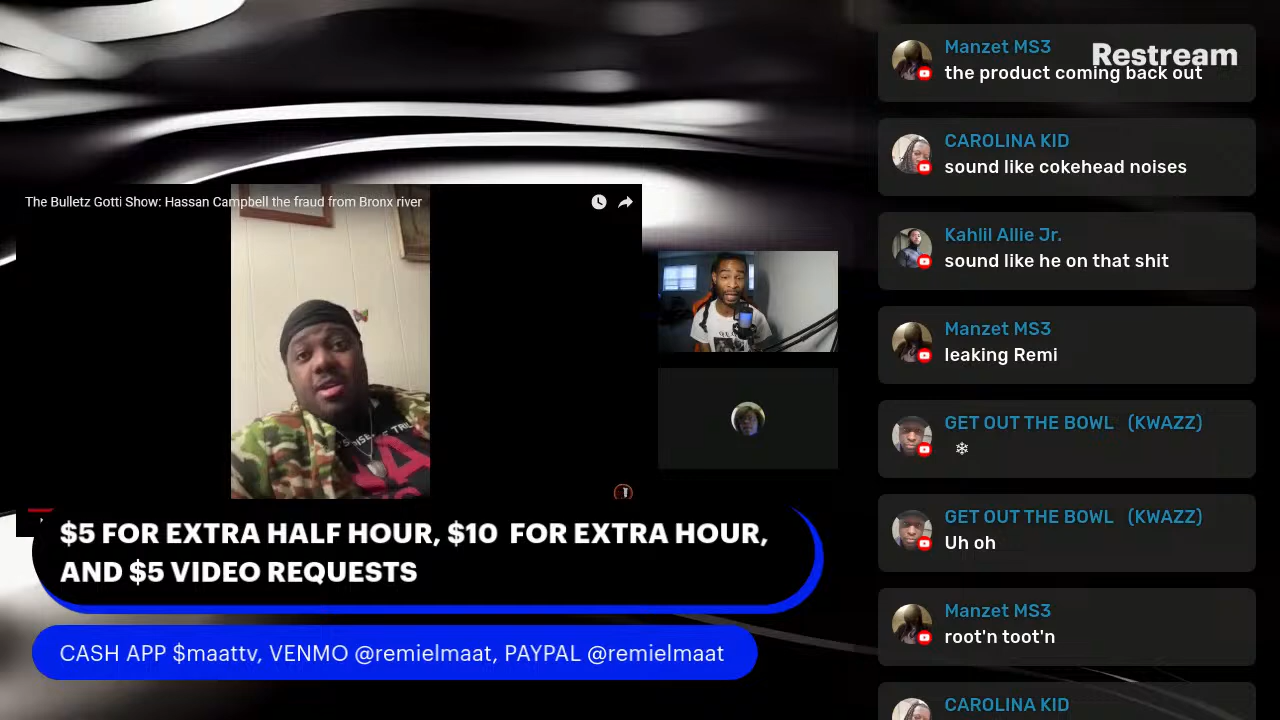 The Bulletz Gotti Show: Hassan Campbell the fraud from Bronx river
$5 FOR EXTRA HALF HOUR, $10 FOR EXTRA HOUR,
AND $5 VIDEO REQUESTS
CASH APP $maattv, VENMO @remielmaat, PAYPAL @remielmaat
Restream
Manzet MS3
the product coming back out
CAROLINA KID
sound like cokehead noises
Kahlil Allie Jr.
sound like he on that shit
Manzet MS3
leaking Remi
GET OUT THE BOWL (KWAZZ)
❄
GET OUT THE BOWL (KWAZZ)
Uh oh
Manzet MS3
root'n toot'n
CAROLINA KID